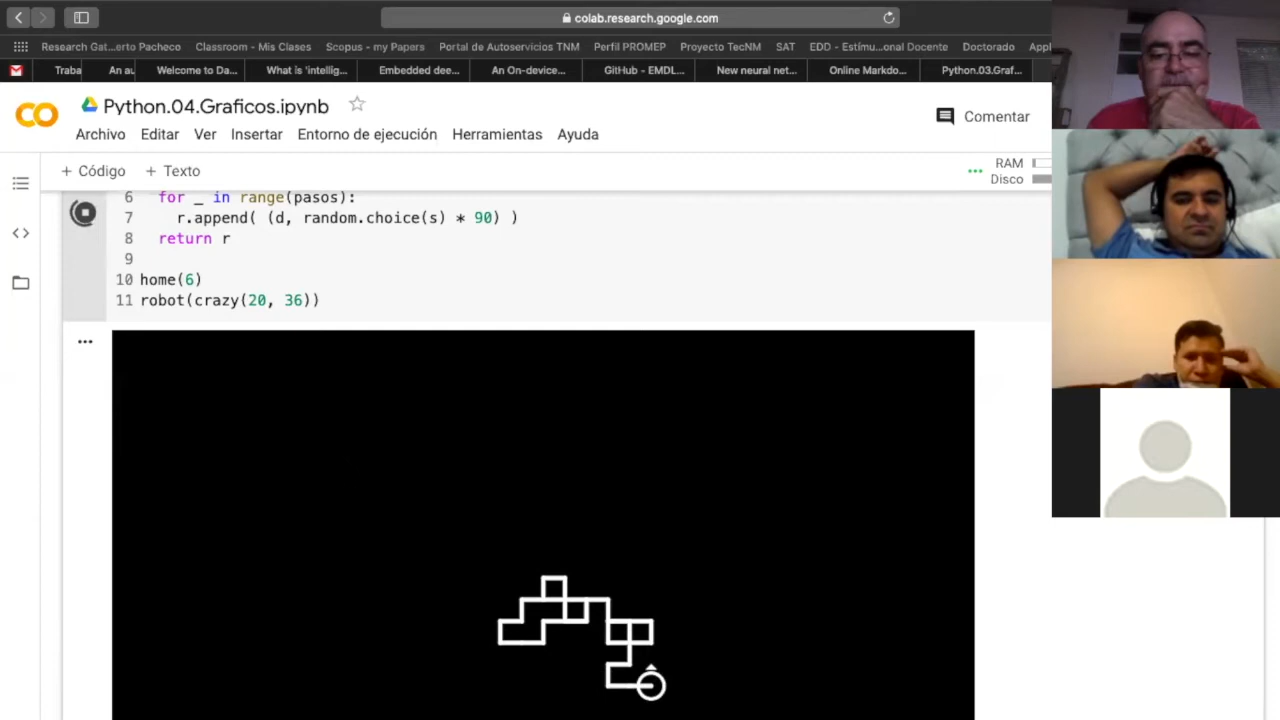 colab.research.google.com
Research Gat...erto Pacheco Classroom - Mis Clases Scopus - my Papers Portal de Autoservicios TNM Perfil PROMEP Proyecto TecNM SAT EDD - Estímu...onal Docente Doctorado Appl
Traba An au Welcome to Da... What is 'intellig... Embedded dee... An On-device... GitHub - EMDL... New neural net... Online Markdo... Python.03.Graf...
Python.04.Graficos.ipynb
Comentar
Archivo Editar Ver Insertar Entorno de ejecución Herramientas Ayuda
+ Código + Texto
RAM
Disco
6 for _ in range(pasos):
7 r.append( (d, random.choice(s) * 90) )
8 return r
9
10 home(6)
11 robot(crazy(20, 36))